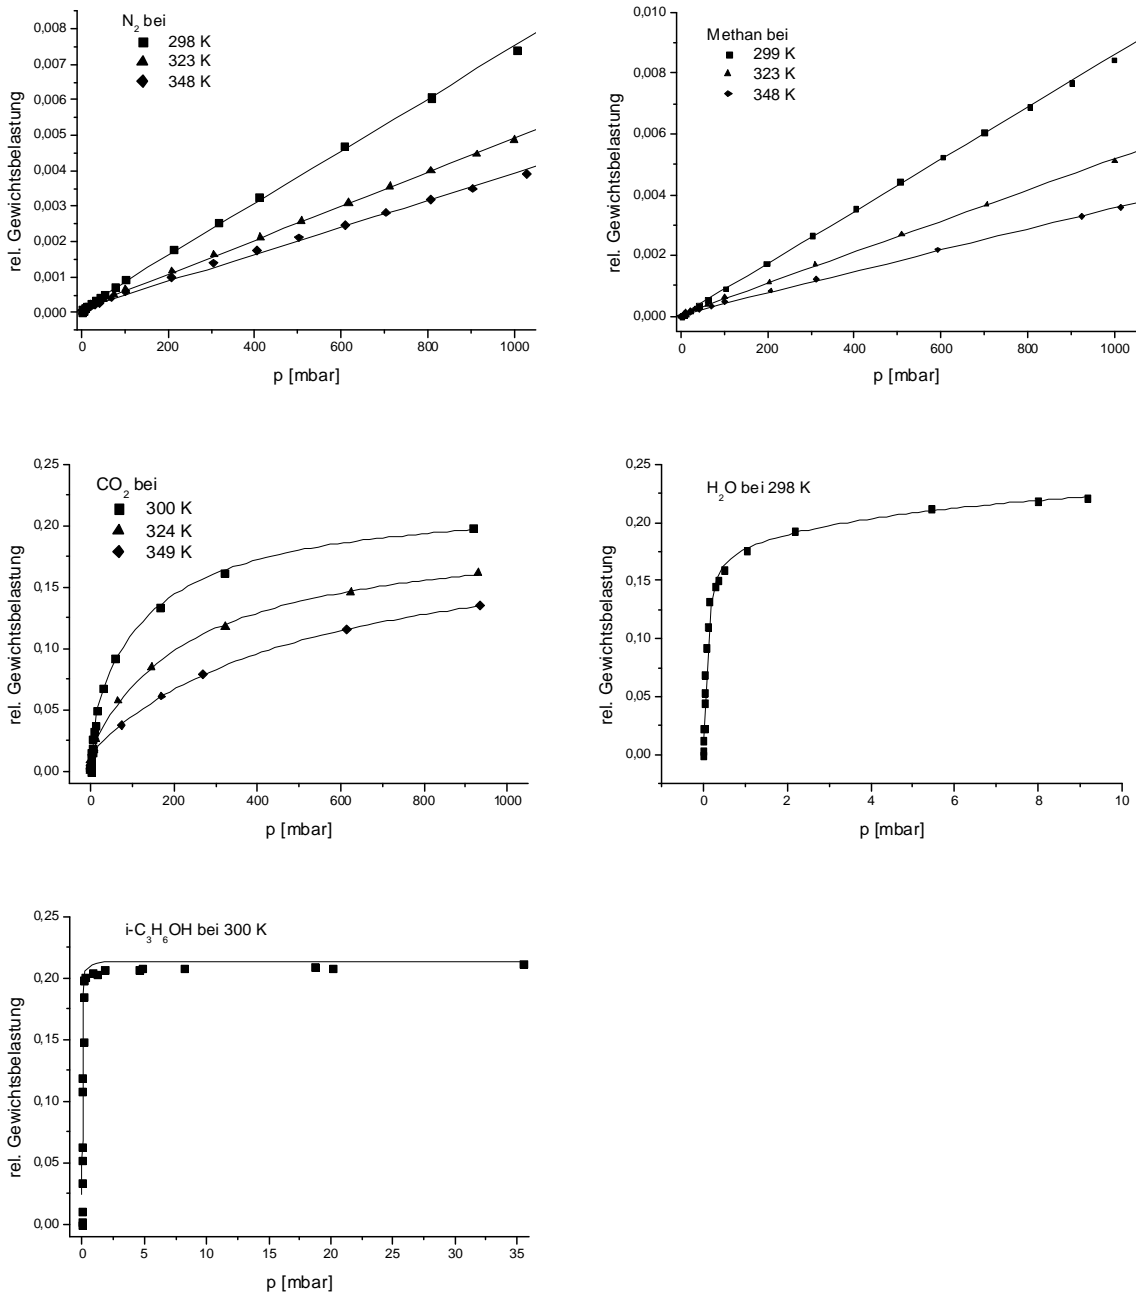 N2 bei
298 K
323 K
348 K
0,008
0,007
0,006
0,005
0,004
0,003
0,002
0,001
0,000
rel. Gewichtsbelastung
0 200 400 600 800 1000
p [mbar]
Methan bei
299 K
323 K
348 K
0,010
0,008
0,006
0,004
0,002
0,000
rel. Gewichtsbelastung
0 200 400 600 800 1000
p [mbar]
CO2 bei
300 K
324 K
349 K
0,25
0,20
0,15
0,10
0,05
0,00
rel. Gewichtsbelastung
0 200 400 600 800 1000
p [mbar]
H2O bei 298 K
0,25
0,20
0,15
0,10
0,05
0,00
rel. Gewichtsbelastung
0 2 4 6 8 10
p [mbar]
i-C3H6OH bei 300 K
0,25
0,20
0,15
0,10
0,05
0,00
rel. Gewichtsbelastung
0 5 10 15 20 25 30 35
p [mbar]